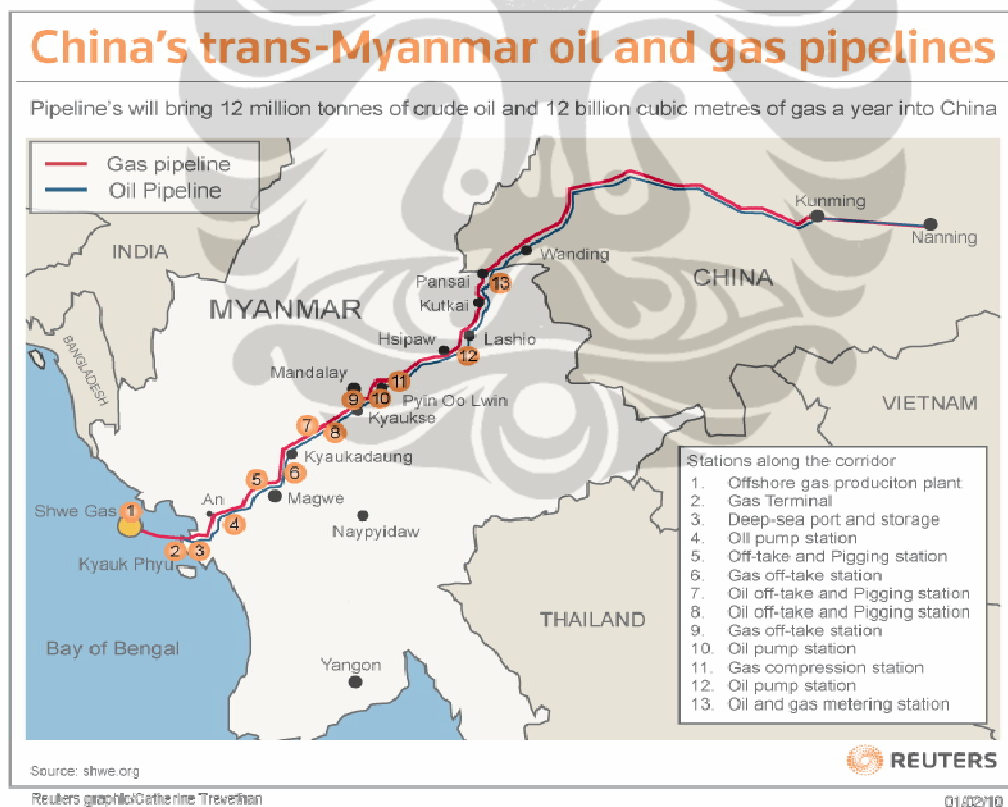 China's trans-Myanmar oil and gas pipelines
Pipeline's will bring 12 million tonnes of crude oil and 12 billion cubic metres of gas a year into China
Gas pipeline
Oil Pipeline
INDIA
BANGLADESH
MYANMAR
CHINA
VIETNAM
THAILAND
Kunming
Nanning
Wanding
Pansai
13
Kutkai
Hsipaw
Lashio
12
Mandalay
11
9
10
Pyin Oo Lwin
Kyaukse
7
8
Kyaukadaung
5
6
An
Magwe
Shwe Gas
1
4
Naypyidaw
2
3
Kyauk Phyu
Bay of Bengal
Yangon
Stations along the corridor
1. Offshore gas produciton plant
2. Gas Terminal
3. Deep-sea port and storage
4. Oil pump station
5. Off-take and Pigging station
6. Gas off-take station
7. Oil off-take and Pigging station
8. Oil off-take and Pigging station
9. Gas off-take station
10. Oil pump station
11. Gas compression station
12. Oil pump station
13. Oil and gas metering station
Source: shwe.org
REUTERS
Reuters graphic/Catherine Trevethan
01/02/10